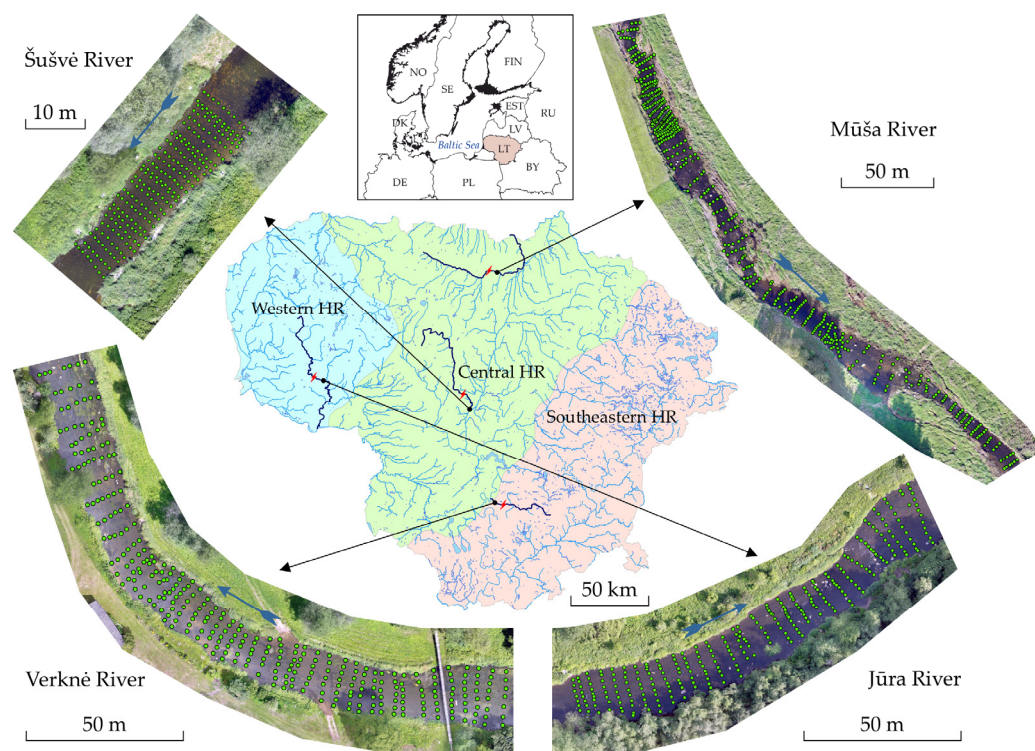 Šušvė River
10 m
NO
SE
FIN
EST
RU
LV
DK
Baltic Sea
LT
BY
DE
PL
Mūša River
50 m
Western HR
Central HR
Southeastern HR
50 km
Verknė River
50 m
Jūra River
50 m